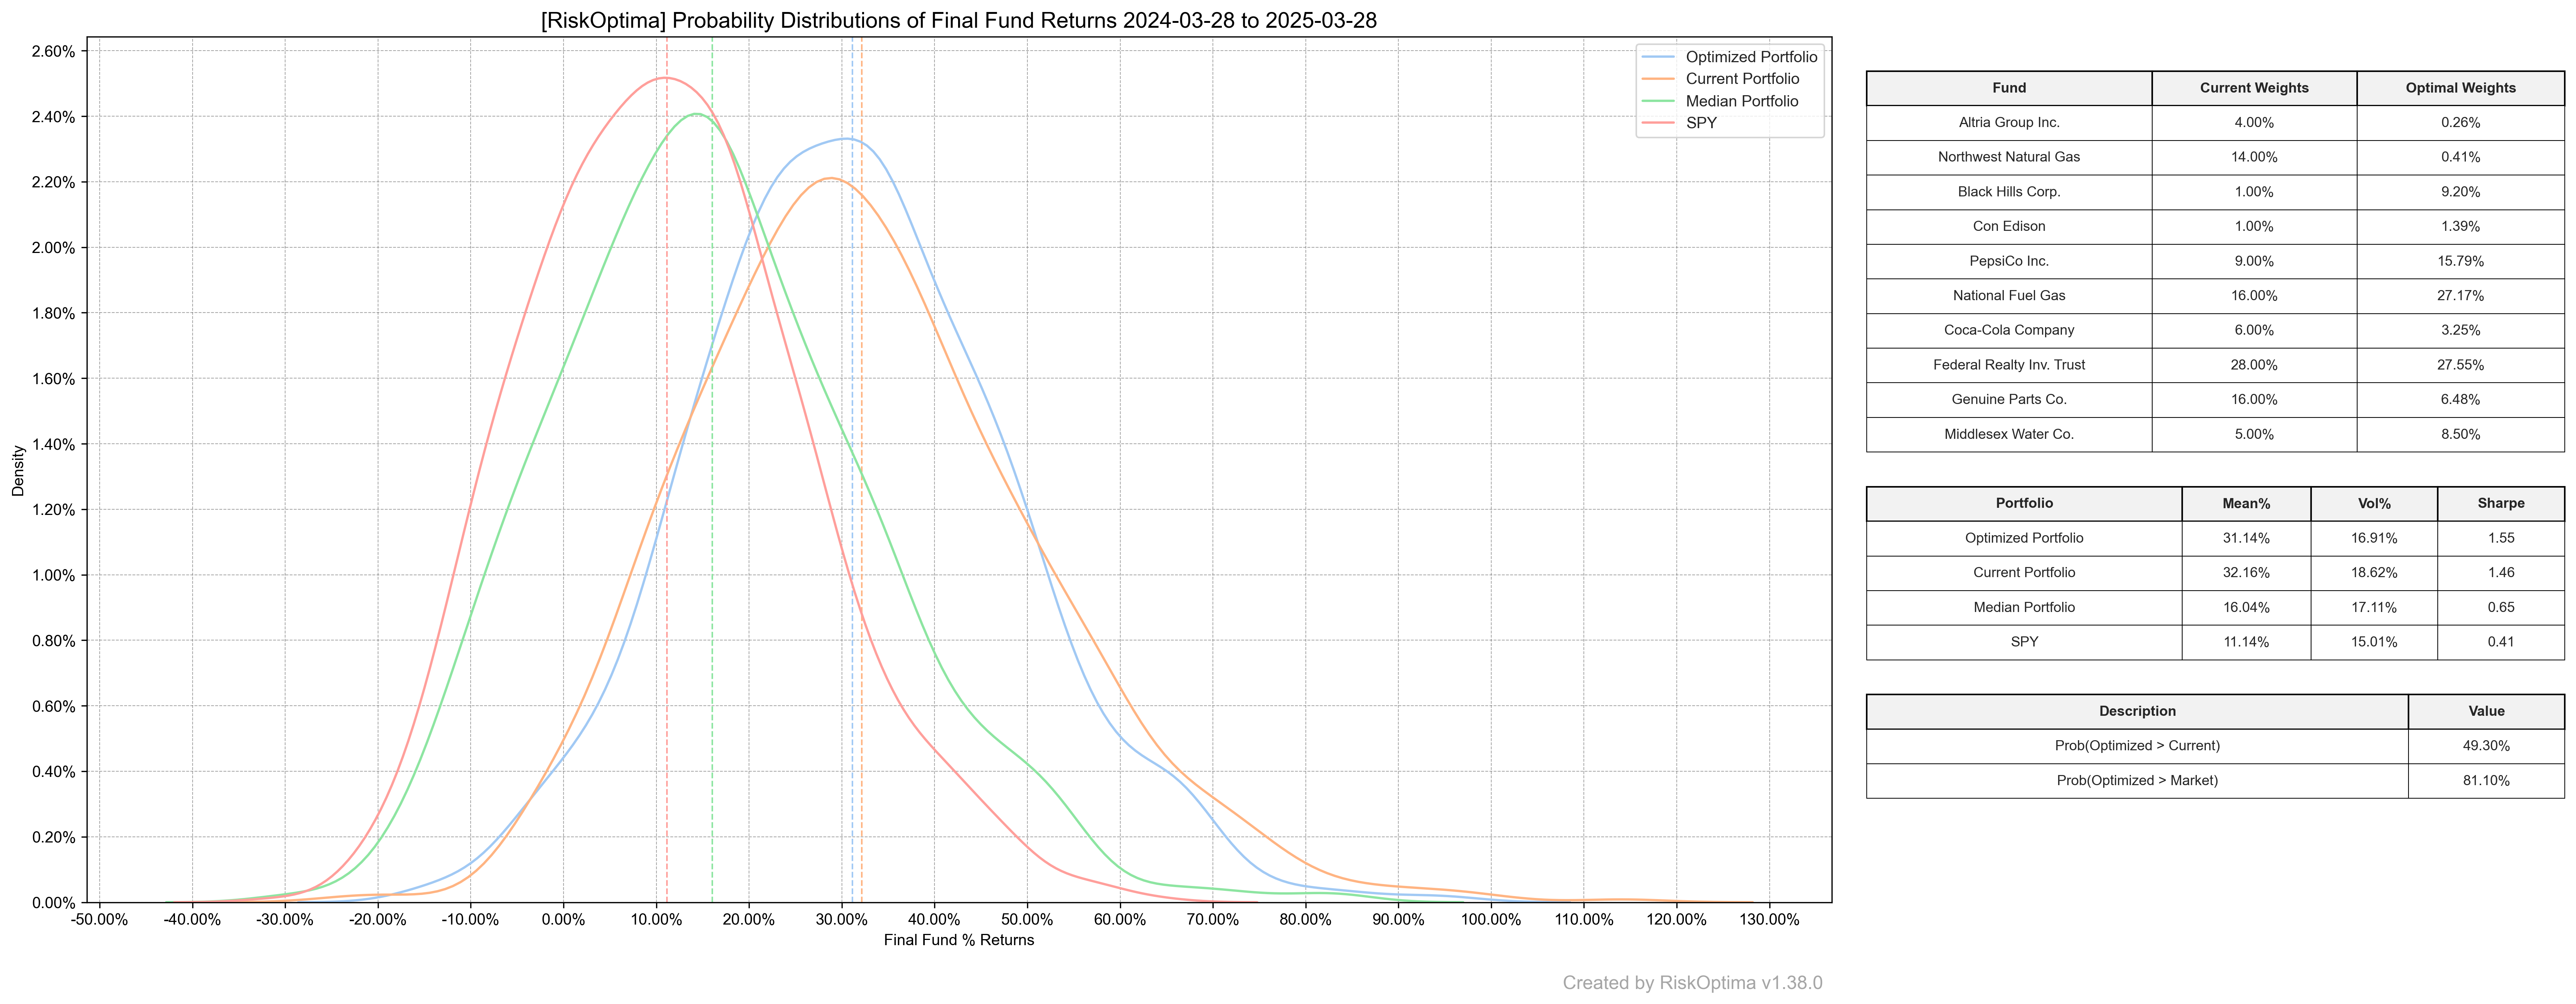 [RiskOptima] Probability Distributions of Final Fund Returns 2024-03-28 to 2025-03-28
2.60%
2.40%
2.20%
2.00%
1.80%
1.60%
1.40%
1.20%
1.00%
0.80%
0.60%
0.40%
0.20%
0.00%
Density
-50.00% -40.00% -30.00% -20.00% -10.00% 0.00% 10.00% 20.00% 30.00% 40.00% 50.00% 60.00% 70.00% 80.00% 90.00% 100.00% 110.00% 120.00% 130.00%
Final Fund % Returns
Optimized Portfolio
Current Portfolio
Median Portfolio
SPY
Fund Current Weights Optimal Weights
Altria Group Inc. 4.00% 0.26%
Northwest Natural Gas 14.00% 0.41%
Black Hills Corp. 1.00% 9.20%
Con Edison 1.00% 1.39%
PepsiCo Inc. 9.00% 15.79%
National Fuel Gas 16.00% 27.17%
Coca-Cola Company 6.00% 3.25%
Federal Realty Inv. Trust 28.00% 27.55%
Genuine Parts Co. 16.00% 6.48%
Middlesex Water Co. 5.00% 8.50%
Portfolio Mean% Vol% Sharpe
Optimized Portfolio 31.14% 16.91% 1.55
Current Portfolio 32.16% 18.62% 1.46
Median Portfolio 16.04% 17.11% 0.65
SPY 11.14% 15.01% 0.41
Description Value
Prob(Optimized > Current) 49.30%
Prob(Optimized > Market) 81.10%
Created by RiskOptima v1.38.0